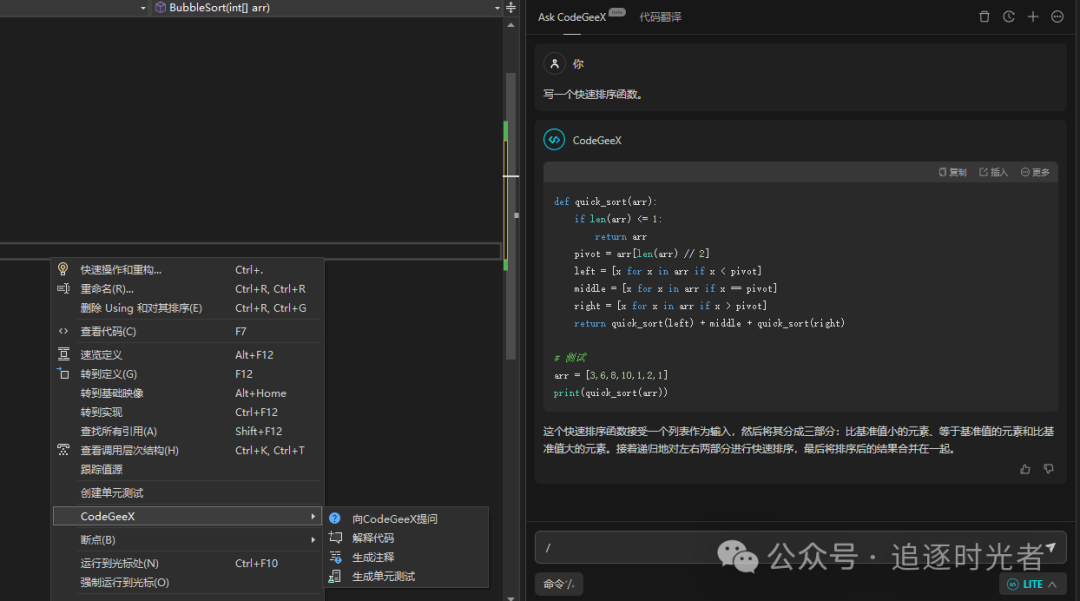 BubbleSort(int[] arr)
快速操作和重构... Ctrl+.
重命名(R)... Ctrl+R, Ctrl+R
删除 Using 和对其排序(E) Ctrl+R, Ctrl+G
查看代码(C) F7
速览定义 Alt+F12
转到定义(G) F12
转到基础映像 Alt+Home
转到实现 Ctrl+F12
查找所有引用(A) Shift+F12
查看调用层次结构(H) Ctrl+K, Ctrl+T
跟踪值源
创建单元测试
CodeGeeX
断点(B)
运行到光标处(N) Ctrl+F10
强制运行到光标(O)
向CodeGeeX提问
解释代码
生成注释
生成单元测试
Ask CodeGeeX beta 代码翻译
你
写一个快速排序函数。
CodeGeeX
复制 插入 更多
def quick_sort(arr):
    if len(arr) <= 1:
        return arr
    pivot = arr[len(arr) // 2]
    left = [x for x in arr if x < pivot]
    middle = [x for x in arr if x == pivot]
    right = [x for x in arr if x > pivot]
    return quick_sort(left) + middle + quick_sort(right)
# 测试
arr = [3,6,8,10,1,2,1]
print(quick_sort(arr))
这个快速排序函数接受一个列表作为输入，然后将其分成三部分：比基准值小的元素、等于基准值的元素和比基
准值大的元素。接着递归地对左右两部分进行快速排序，最后将排序后的结果合并在一起。
/
公众号 · 追逐时光者
命令'/'
LITE